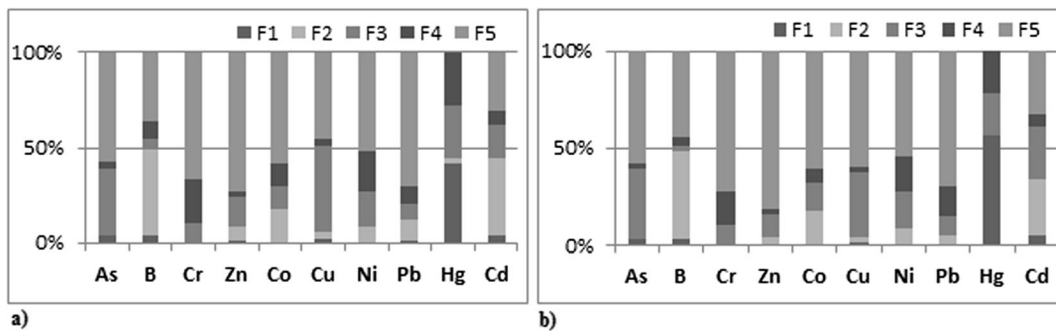 F1 F2 F3 F4 F5
100%
50%
0%
As B Cr Zn Co Cu Ni Pb Hg Cd
a)
F1 F2 F3 F4 F5
100%
50%
0%
As B Cr Zn Co Cu Ni Pb Hg Cd
b)